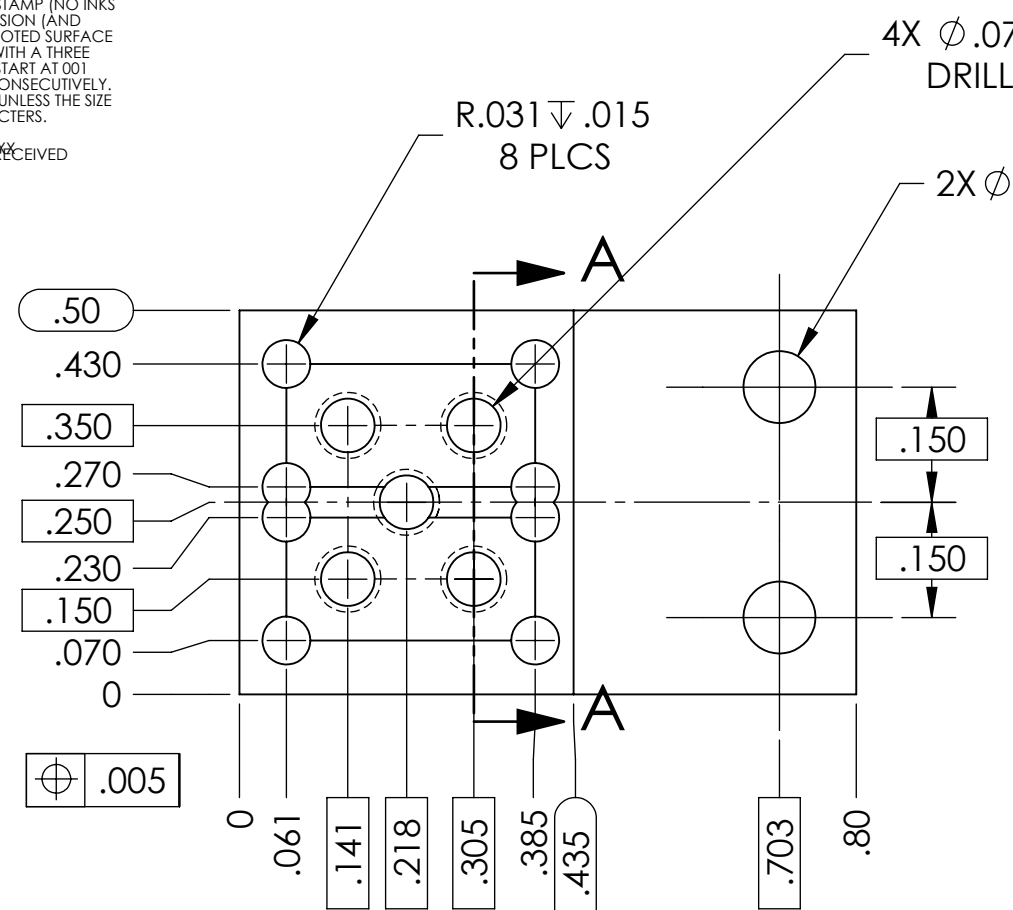 STAMP (NO INKS
SION (AND
OTED SURFACE
WITH A THREE
START AT 001
ONSECUTIVELY.
UNLESS THE SIZE
CTERS.
XX
ECEIVED
4X ∅ .07
DRILL
R.031 ↧ .015
8 PLCS
2X ∅
A
.50
.430
.350
.270
.250
.230
.150
.070
0
.150
.150
A
⌖ .005
0
.061
.141
.218
.305
.385
.435
.703
.80